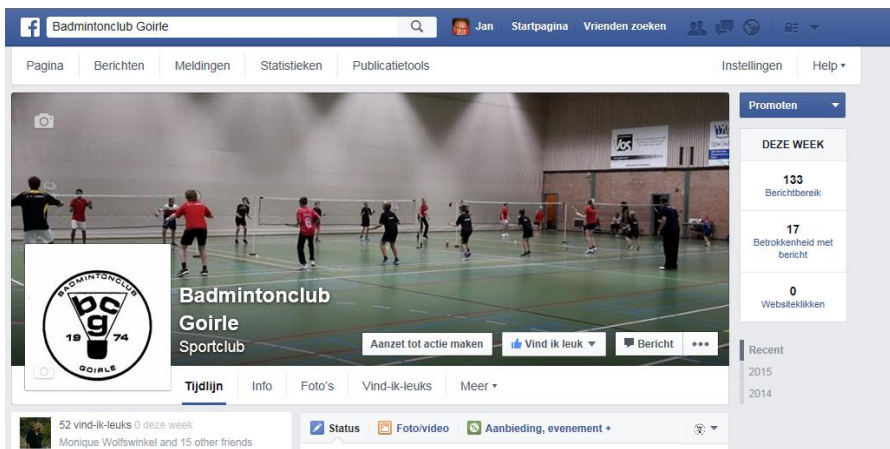 Badmintonclub Goirle
Jan
Startpagina
Vrienden zoeken
Pagina
Berichten
Meldingen
Statistieken
Publicatietools
Instellingen
Help
Promoten
DEZE WEEK
133
Berichtbereik
17
Betrokkenheid met
bericht
0
Websiteklikken
Recent
2015
2014
BADMINTONCLUB
bcg
19 74
GOIRLE
Badmintonclub
Goirle
Sportclub
Aanzet tot actie maken
Vind ik leuk
Bericht
Tijdlijn
Info
Foto's
Vind-ik-leuks
Meer
52 vind-ik-leuks 0 deze week
Monique Wolfswinkel and 15 other friends
Status
Foto/video
Aanbieding, evenement +